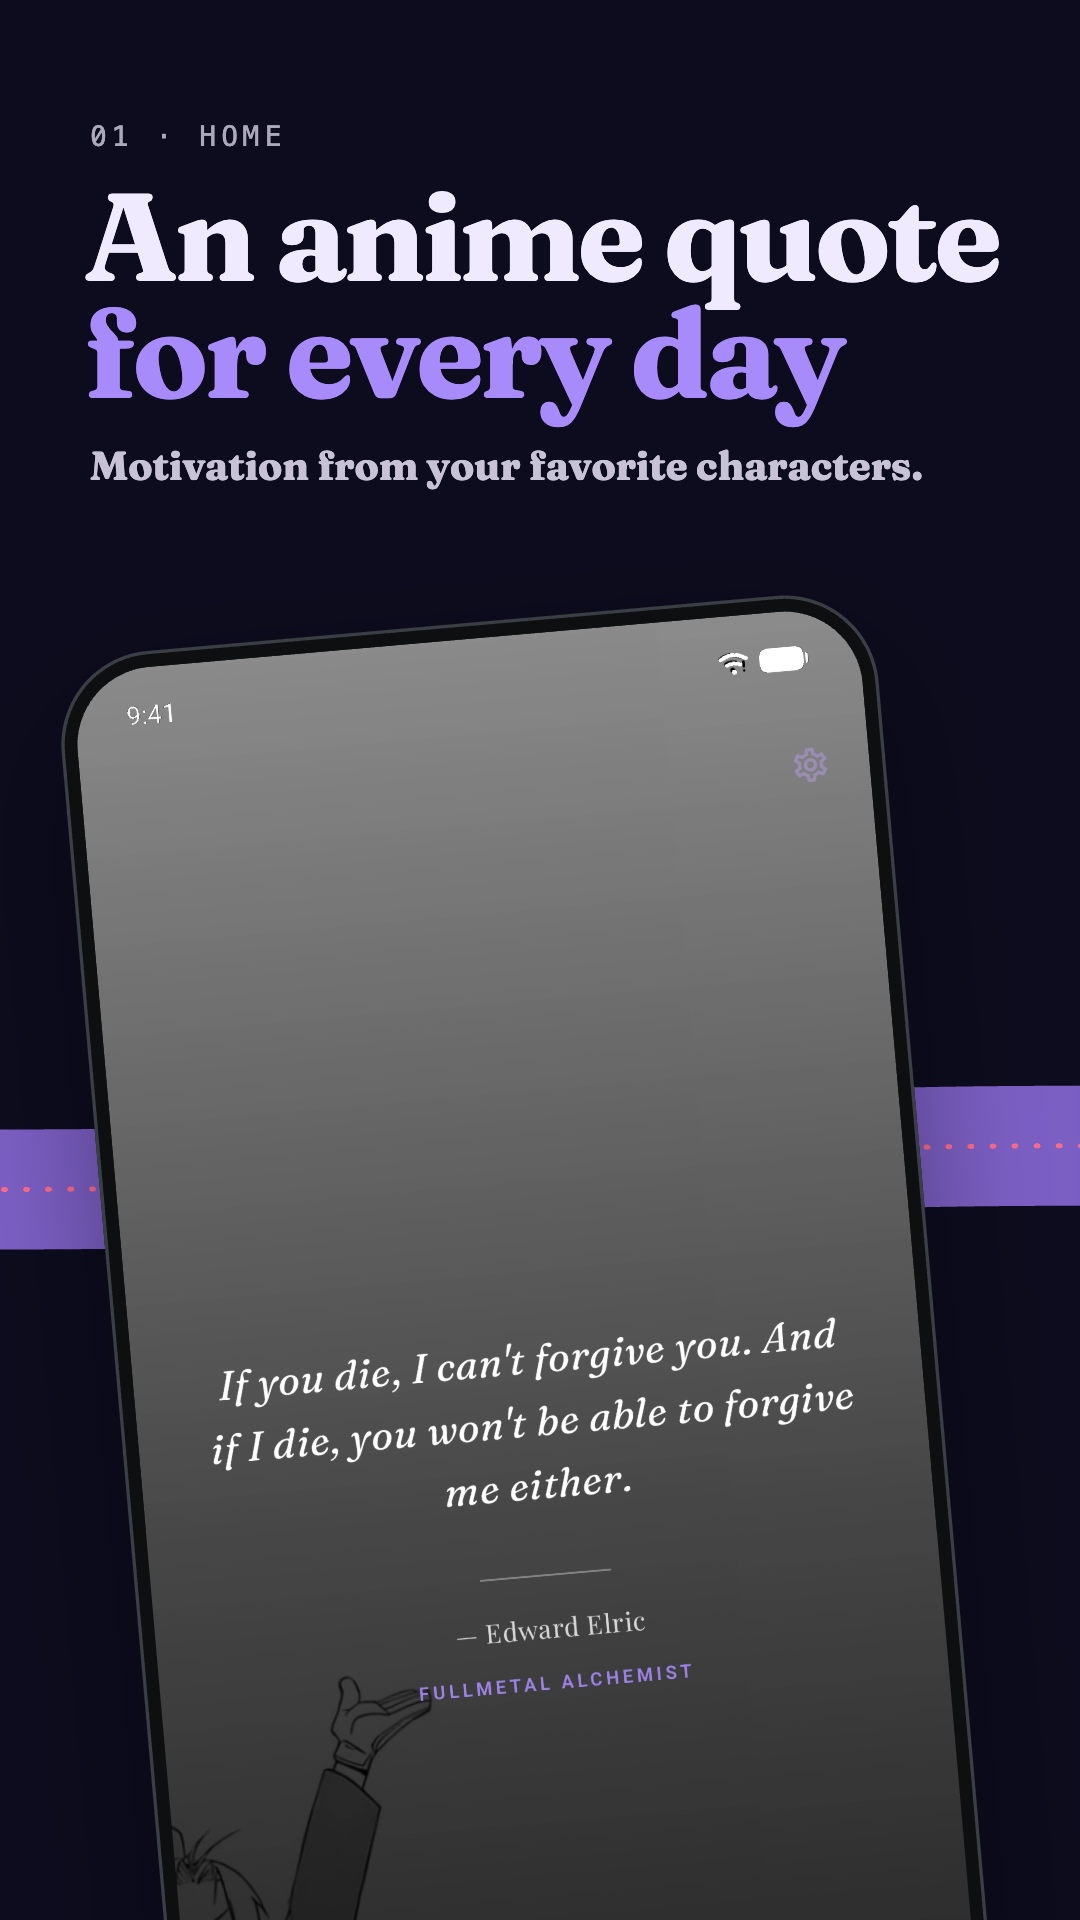 01 · HOME
An anime quote
for every day
Motivation from your favorite characters.
9:41
If you die, I can't forgive you. And
if I die, you won't be able to forgive
me either.
— Edward Elric
FULLMETAL ALCHEMIST